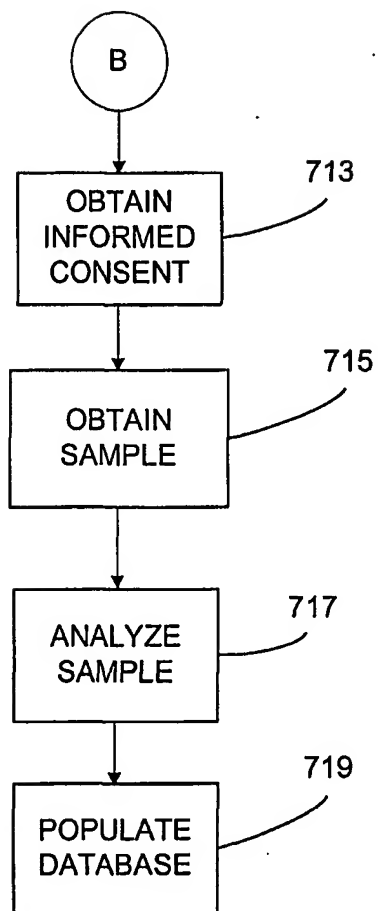 B
713
OBTAIN
INFORMED
CONSENT
715
OBTAIN
SAMPLE
717
ANALYZE
SAMPLE
719
POPULATE
DATABASE